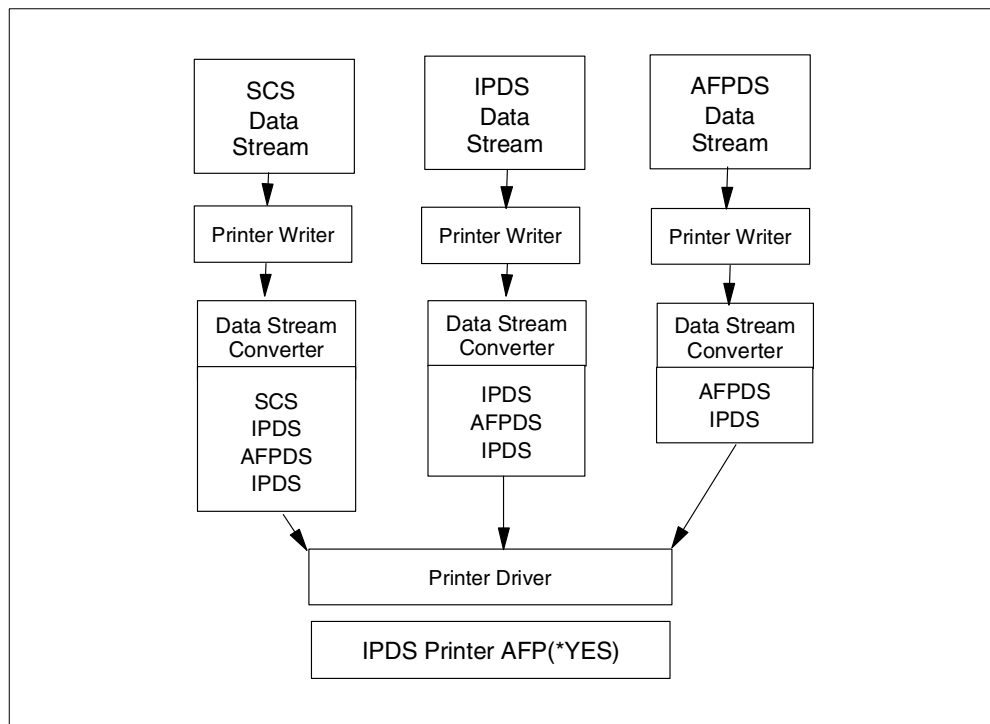 SCS
Data
Stream
IPDS
Data
Stream
AFPDS
Data
Stream
Printer Writer
Printer Writer
Printer Writer
Data Stream
Converter
SCS
IPDS
AFPDS
IPDS
Data Stream
Converter
IPDS
AFPDS
IPDS
Data Stream
Converter
AFPDS
IPDS
Printer Driver
IPDS Printer AFP(*YES)